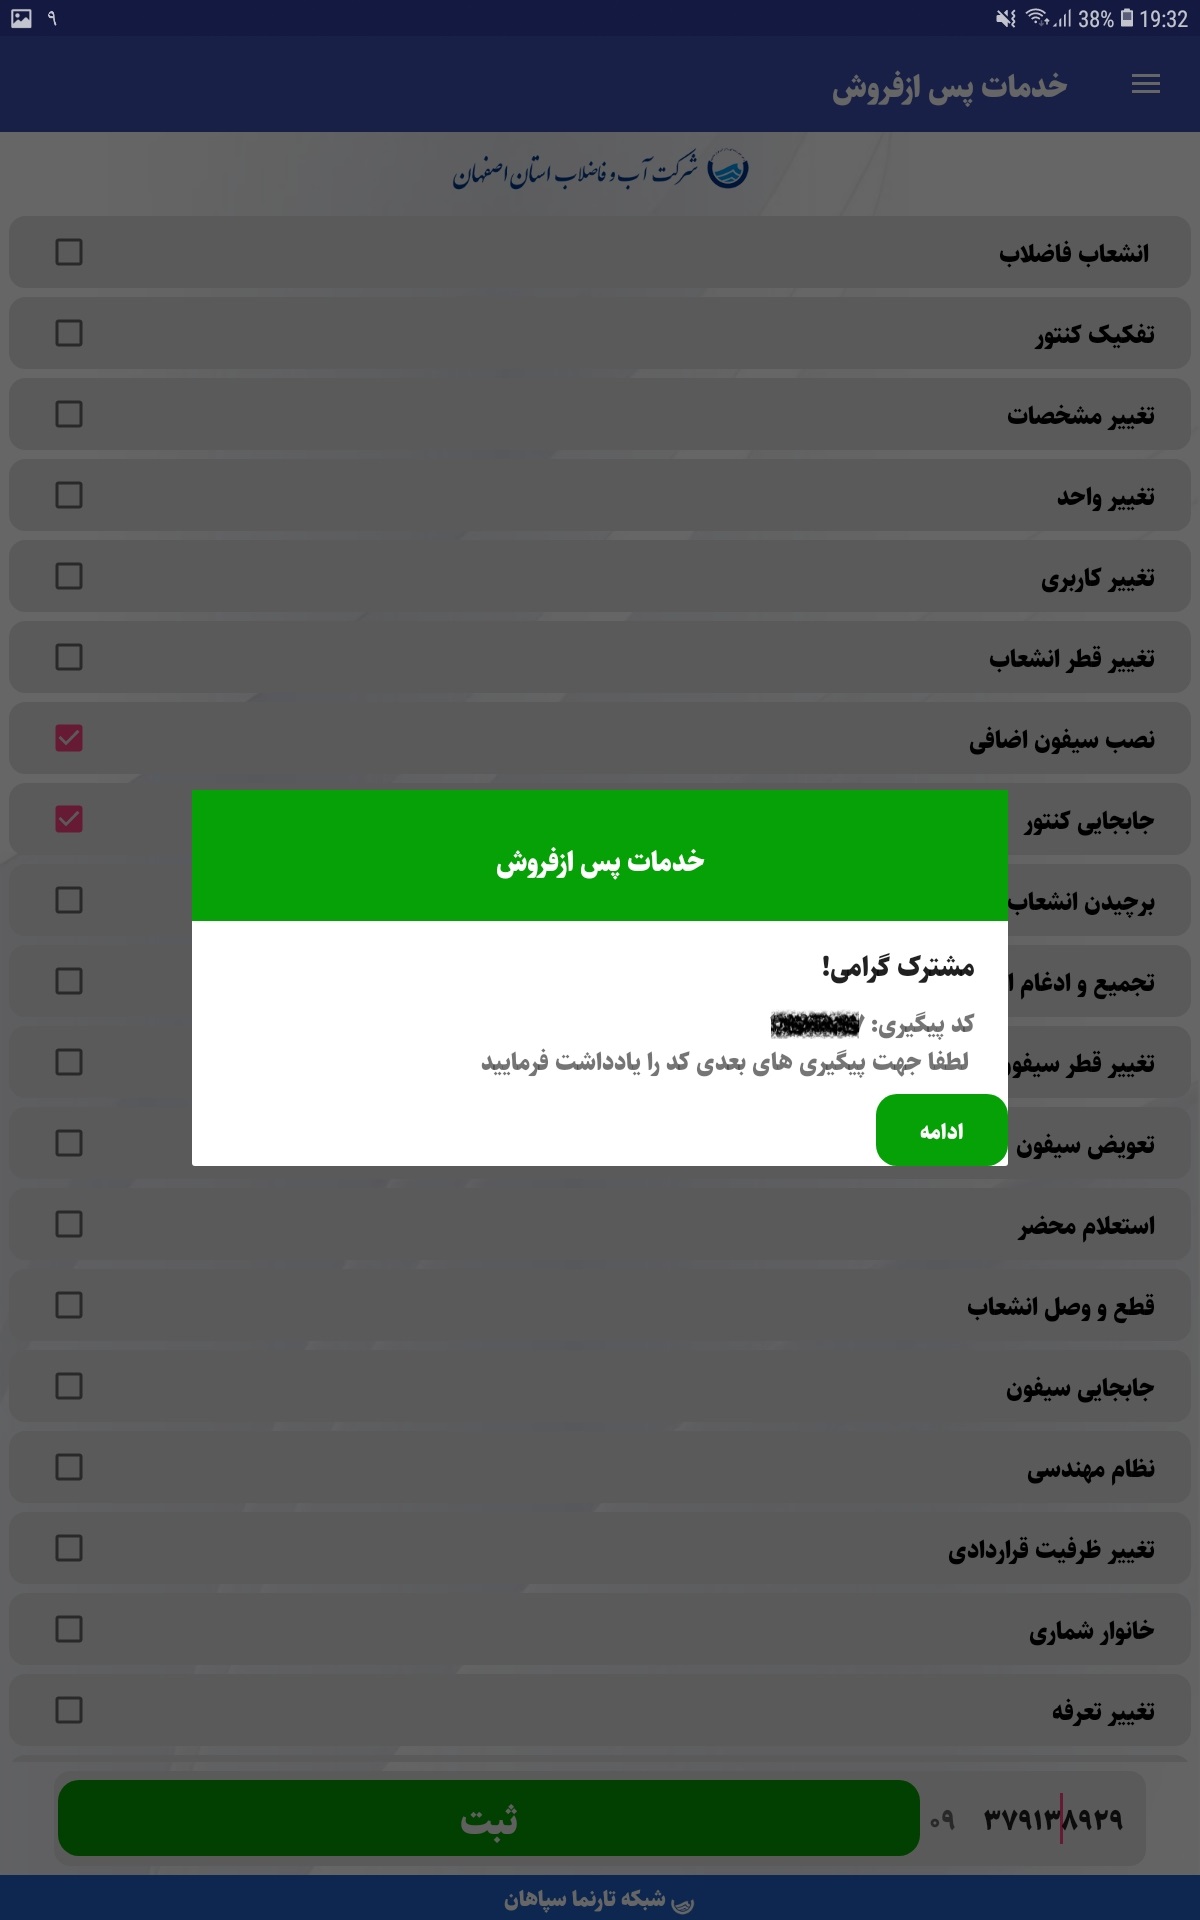 ۹ 38% 19:32
خدمات پس ازفروش
شرکت آب و فاضلاب استان اصفهان
انشعاب فاضلاب
تفکیک کنتور
تغییر مشخصات
تغییر واحد
تغییر کاربری
تغییر قطر انشعاب
نصب سیفون اضافی
جابجایی کنتور
برچیدن انشعاب
تجمیع و ادغام ا
تغییر قطر سیفو
تعویض سیفون
خدمات پس ازفروش
مشترک گرامی!
کد پیگیری:
لطفا جهت پیگیری های بعدی کد را یادداشت فرمایید
ادامه
استعلام محضر
قطع و وصل انشعاب
جابجایی سیفون
نظام مهندسی
تغییر ظرفیت قراردادی
خانوار شماری
تغییر تعرفه
۰۹ ۳۷۹۱۳۸۹۲۹
ثبت
شبکه تارنما سپاهان